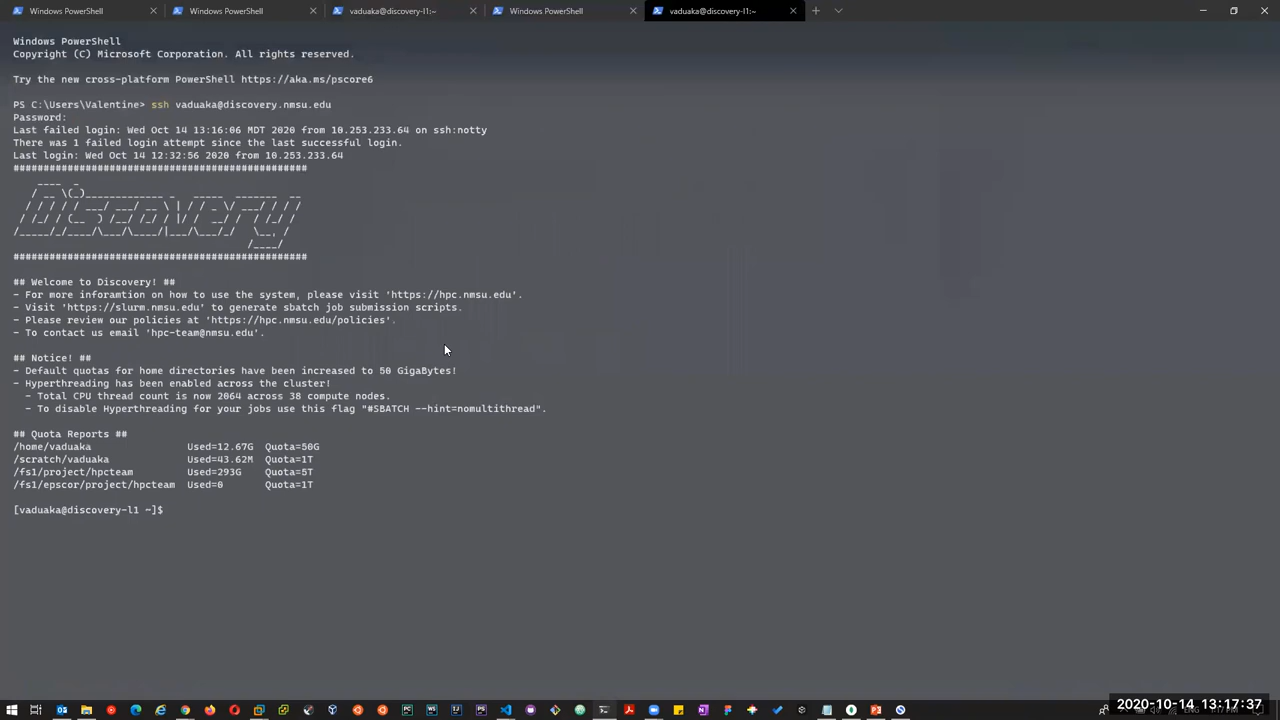 Windows PowerShell
Windows PowerShell
vaduaka@discovery-l1:~
Windows PowerShell
vaduaka@discovery-l1:~
Windows PowerShell
Copyright (C) Microsoft Corporation. All rights reserved.
Try the new cross-platform PowerShell https://aka.ms/pscore6
PS C:\Users\Valentine> ssh vaduaka@discovery.nmsu.edu
Password:
Last failed login: Wed Oct 14 13:16:06 MDT 2020 from 10.253.233.64 on ssh:notty
There was 1 failed login attempt since the last successful login.
Last login: Wed Oct 14 12:32:56 2020 from 10.253.233.64
#################################################
Discovery
#################################################
## Welcome to Discovery! ##
- For more inforamtion on how to use the system, please visit 'https://hpc.nmsu.edu'.
- Visit 'https://slurm.nmsu.edu' to generate sbatch job submission scripts.
- Please review our policies at 'https://hpc.nmsu.edu/policies'.
- To contact us email 'hpc-team@nmsu.edu'.
## Notice! ##
- Default quotas for home directories have been increased to 50 GigaBytes!
- Hyperthreading has been enabled across the cluster!
- Total CPU thread count is now 2064 across 38 compute nodes.
- To disable Hyperthreading for your jobs use this flag "#SBATCH --hint=nomultithread".
## Quota Reports ##
/home/vaduaka Used=12.67G Quota=50G
/scratch/vaduaka Used=43.62M Quota=1T
/fs1/project/hpcteam Used=293G Quota=5T
/fs1/epscor/project/hpcteam Used=0 Quota=1T
[vaduaka@discovery-l1 ~]$
2020-10-14 13:17:37